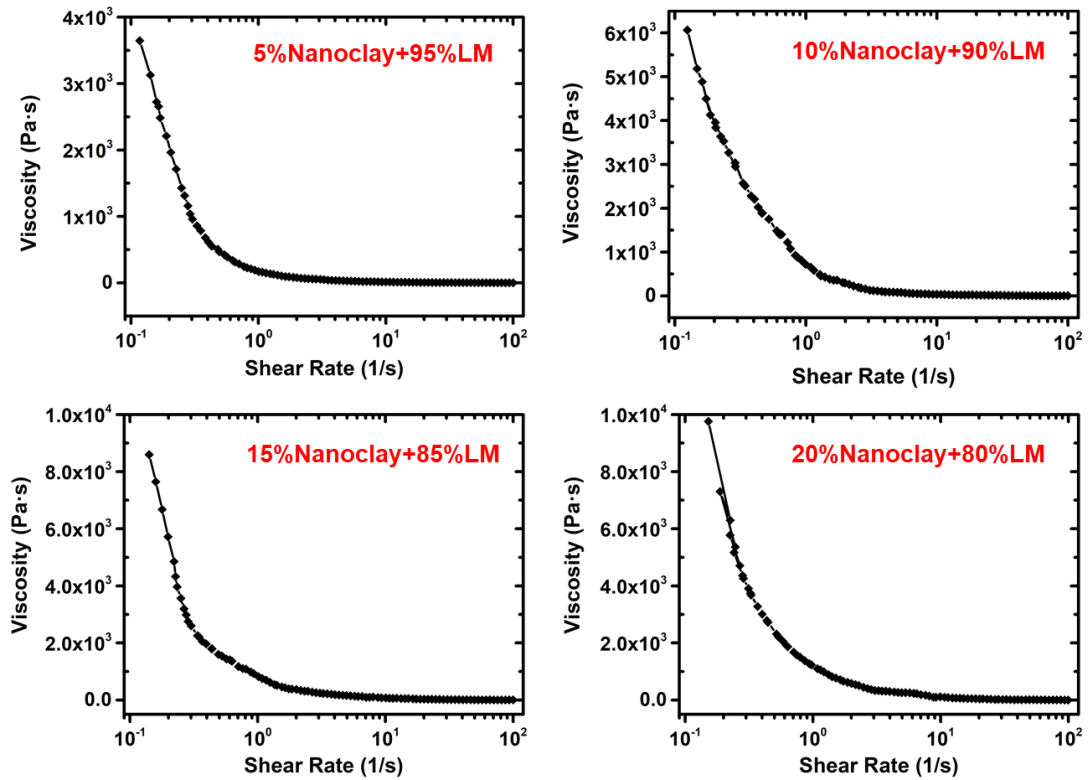 5%Nanoclay+95%LM
Viscosity (Pa·s)
4x10³
3x10³
2x10³
1x10³
0
10⁻¹ 10⁰ 10¹ 10²
Shear Rate (1/s)
10%Nanoclay+90%LM
Viscosity (Pa·s)
6x10³
5x10³
4x10³
3x10³
2x10³
1x10³
0
10⁻¹ 10⁰ 10¹ 10²
Shear Rate (1/s)
15%Nanoclay+85%LM
Viscosity (Pa·s)
1.0x10⁴
8.0x10³
6.0x10³
4.0x10³
2.0x10³
0.0
10⁻¹ 10⁰ 10¹ 10²
Shear Rate (1/s)
20%Nanoclay+80%LM
Viscosity (Pa·s)
1.0x10⁴
8.0x10³
6.0x10³
4.0x10³
2.0x10³
0.0
10⁻¹ 10⁰ 10¹ 10²
Shear Rate (1/s)